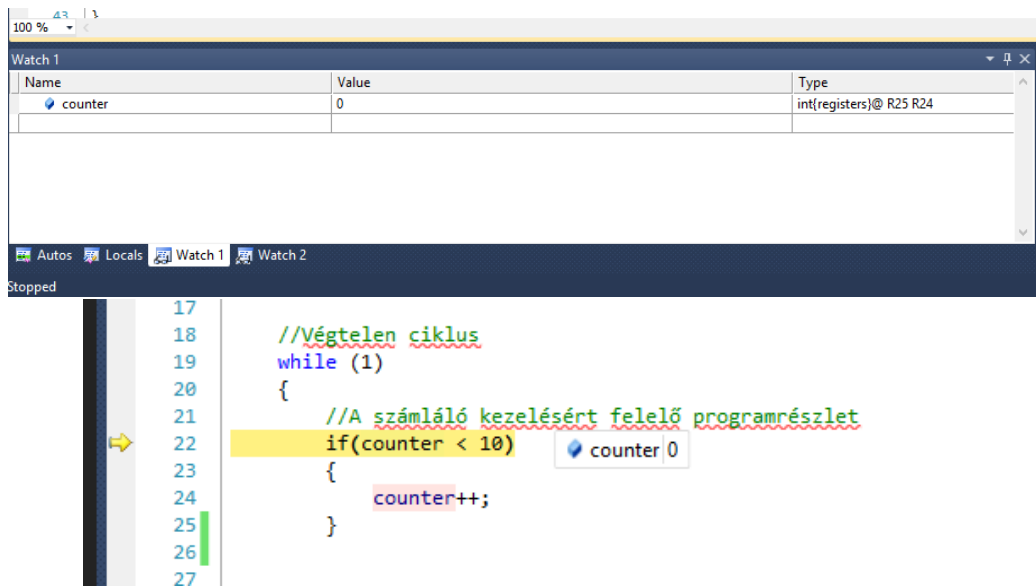 43 }
100 %
Watch 1
Name Value Type
counter 0 int{registers}@ R25 R24
Autos Locals Watch 1 Watch 2
Stopped
17
18 //Végtelen ciklus
19 while (1)
20 {
21 //A számláló kezelésért felelő programrészlet
22 if(counter < 10) counter 0
23 {
24 counter++;
25 }
26
27